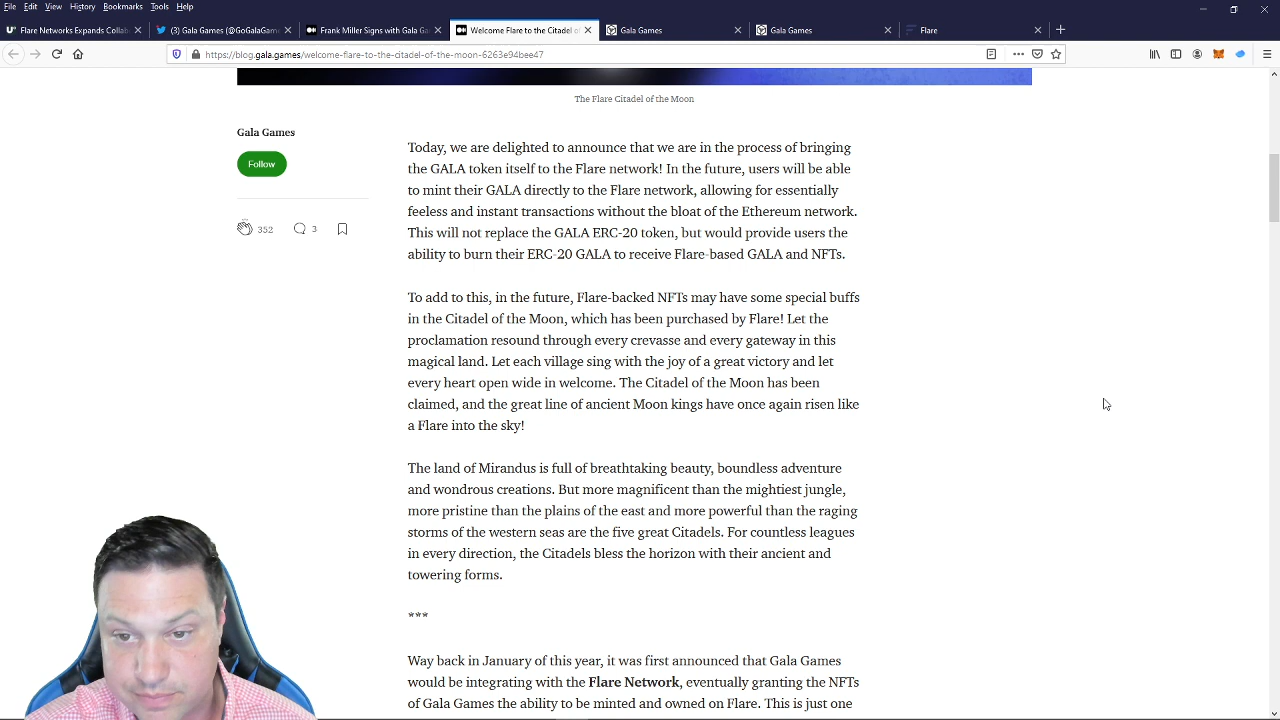 File Edit View History Bookmarks Tools Help
Flare Networks Expands Collab
(3) Gala Games (@GoGalaGam
Frank Miller Signs with Gala Ga
Welcome Flare to the Citadel of
Gala Games
Gala Games
Flare
https://blog.gala.games/welcome-flare-to-the-citadel-of-the-moon-6263e94bee47
The Flare Citadel of the Moon
Gala Games
Follow
352
3
Today, we are delighted to announce that we are in the process of bringing
the GALA token itself to the Flare network! In the future, users will be able
to mint their GALA directly to the Flare network, allowing for essentially
feeless and instant transactions without the bloat of the Ethereum network.
This will not replace the GALA ERC-20 token, but would provide users the
ability to burn their ERC-20 GALA to receive Flare-based GALA and NFTs.
To add to this, in the future, Flare-backed NFTs may have some special buffs
in the Citadel of the Moon, which has been purchased by Flare! Let the
proclamation resound through every crevasse and every gateway in this
magical land. Let each village sing with the joy of a great victory and let
every heart open wide in welcome. The Citadel of the Moon has been
claimed, and the great line of ancient Moon kings have once again risen like
a Flare into the sky!
The land of Mirandus is full of breathtaking beauty, boundless adventure
and wondrous creations. But more magnificent than the mightiest jungle,
more pristine than the plains of the east and more powerful than the raging
storms of the western seas are the five great Citadels. For countless leagues
in every direction, the Citadels bless the horizon with their ancient and
towering forms.
***
Way back in January of this year, it was first announced that Gala Games
would be integrating with the Flare Network, eventually granting the NFTs
of Gala Games the ability to be minted and owned on Flare. This is just one